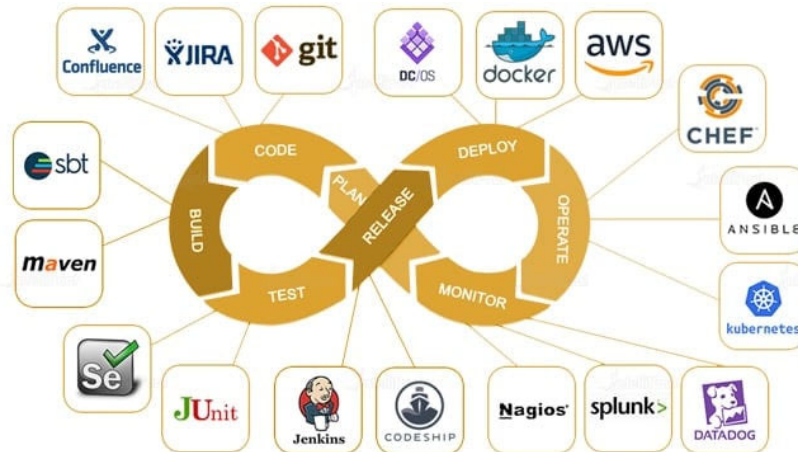 Confluence
JIRA
git
DC/OS
docker
aws
CHEF
sbt
CODE
DEPLOY
PLAN
RELEASE
BUILD
OPERATE
ANSIBLE
maven
TEST
MONITOR
kubernetes
Se
JUnit
Jenkins
CODESHIP
Nagios®
splunk>
DATADOG